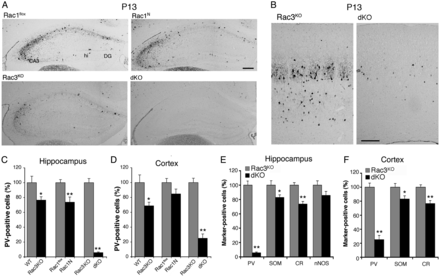 A
P13
Rac1flox
Rac1N
CA3
H
DG
Rac3KO
dKO
B
P13
Rac3KO
dKO
C
Hippocampus
PV-positive cells (%)
100
80
60
40
20
0
*
**
**
WT
Rac3KO
Rac1flox
Rac1N
Rac3KO
dKO
D
Cortex
PV-positive cells (%)
100
80
60
40
20
0
*
**
WT
Rac3KO
Rac1flox
Rac1N
Rac3KO
dKO
E
Rac3KO
dKO
Hippocampus
Marker-positive cells (%)
100
80
60
40
20
0
**
*
**
PV
SOM
CR
nNOS
F
Rac3KO
dKO
Cortex
Marker-positive cells (%)
100
80
60
40
20
0
**
*
**
PV
SOM
CR